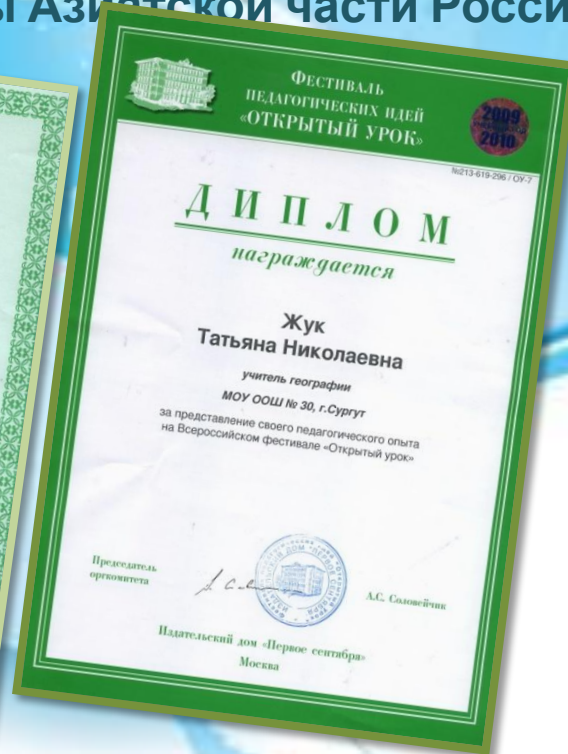 Азиатской части Росси
ФЕСТИВАЛЬ
ПЕДАГОГИЧЕСКИХ ИДЕЙ
«ОТКРЫТЫЙ УРОК»
2009
2010
№213-619-296 / ОУ-7
ДИПЛОМ
награждается
Жук
Татьяна Николаевна
учитель географии
МОУ ООШ № 30, г.Сургут
за представление своего педагогического опыта
на Всероссийском фестивале «Открытый урок»
Председатель
оргкомитета
А.С. Соловейчик
Издательский дом «Первое сентября»
Москва